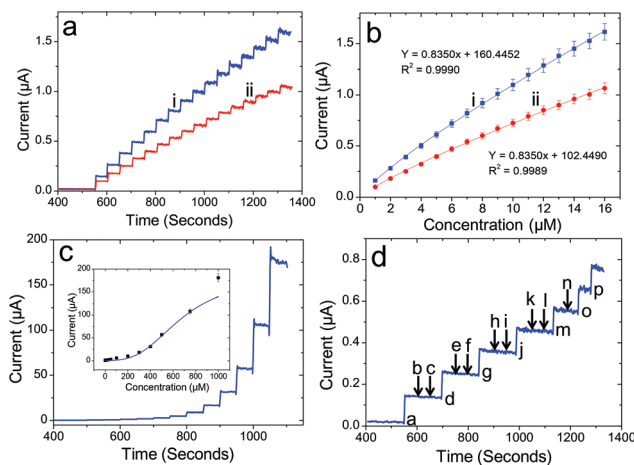 a
Current (µA)
1.5
1.0
0.5
0.0
i
ii
400
600
800
1000
1200
1400
Time (Seconds)
b
Current (µA)
1.5
1.0
0.5
0.0
Y = 0.8350x + 160.4452
R² = 0.9990
i
ii
Y = 0.8350x + 102.4490
R² = 0.9989
0 2 4 6 8 10 12 14 16
Concentration (µM)
c
Current (µA)
200
150
100
50
0
Current (µA)
200
150
100
50
0
0 200 400 600 800 1000
Concentration (µM)
400
600
800
1000
Time (Seconds)
d
Current (µA)
0.8
0.6
0.4
0.2
0.0
a
b c
d
e f
g
h i
j
k l
m
n
o
p
400 600 800 1000 1200 1400
Time (Seconds)